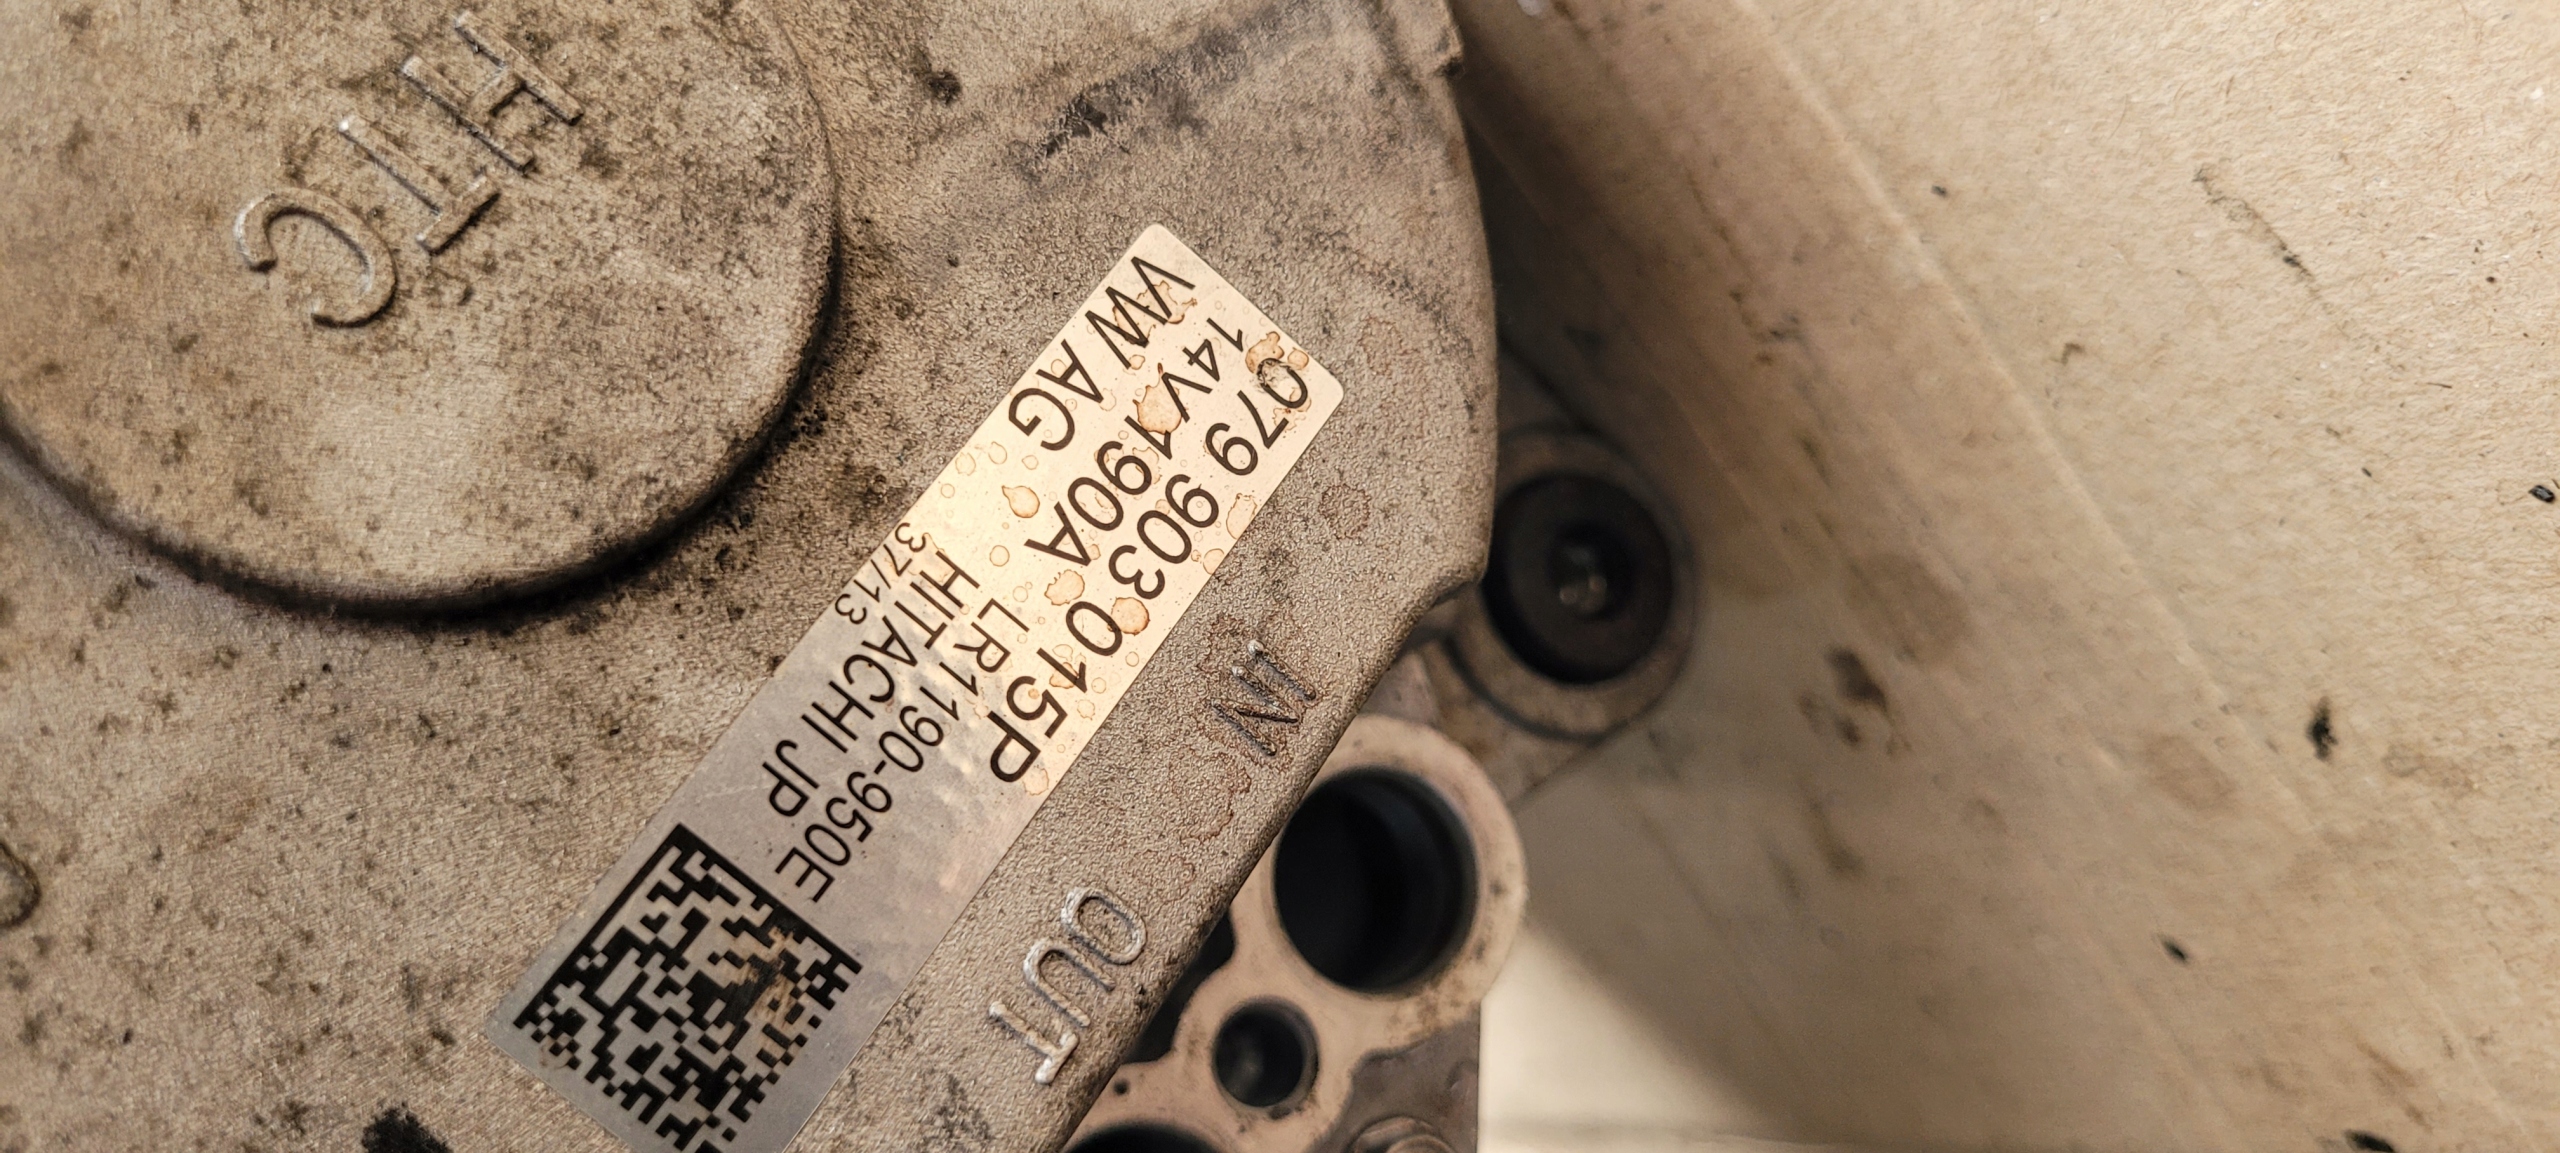 HTC
079 903 015P
14V190A LR1190-950E
VW AG HITACHI JP
37/13
IN
OUT